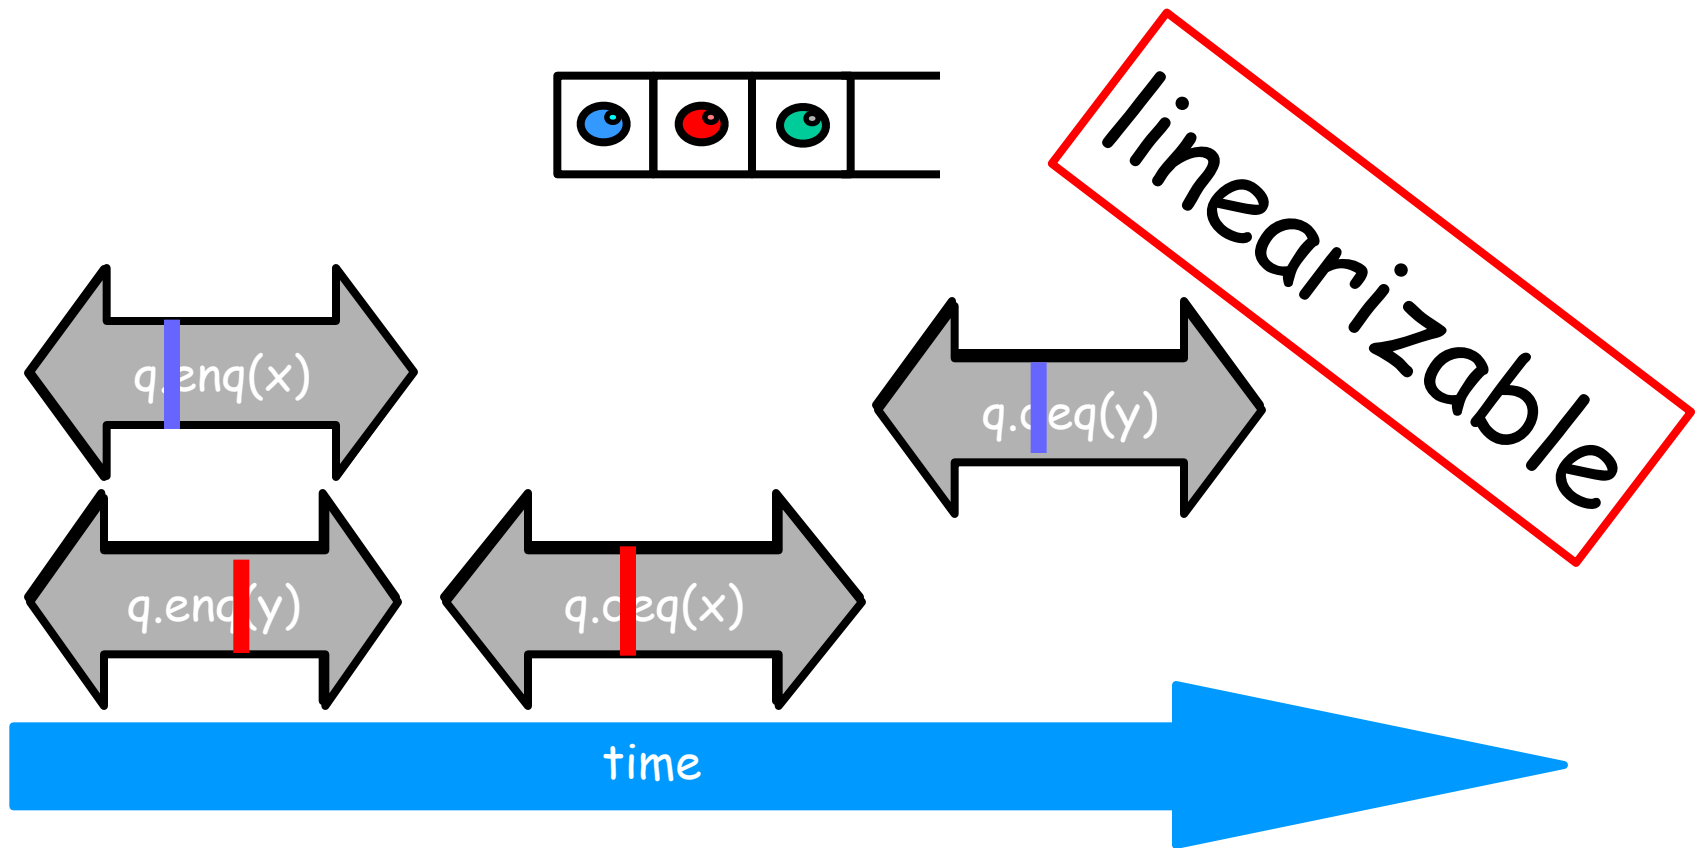 linearizable
q.enq(x)
q.deq(y)
q.enq(y)
q.deq(x)
time